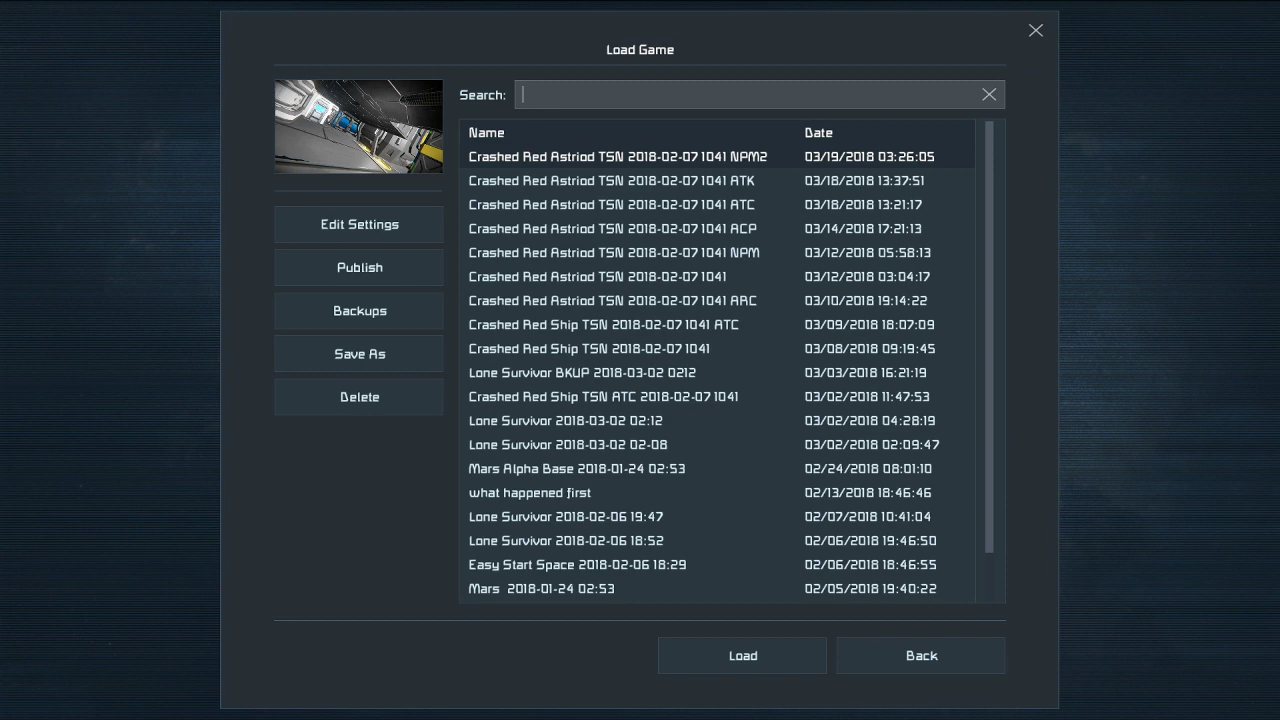 Load Game
Search:
Name Date
Crashed Red Astriod TSN 2018-02-07 1041 NPM2 03/19/2018 03:26:05
Crashed Red Astriod TSN 2018-02-07 1041 ATK 03/18/2018 13:37:51
Crashed Red Astriod TSN 2018-02-07 1041 ATC 03/18/2018 13:21:17
Crashed Red Astriod TSN 2018-02-07 1041 ACP 03/14/2018 17:21:13
Crashed Red Astriod TSN 2018-02-07 1041 NPM 03/12/2018 05:58:13
Crashed Red Astriod TSN 2018-02-07 1041 03/12/2018 03:04:17
Crashed Red Astriod TSN 2018-02-07 1041 ARC 03/10/2018 19:14:22
Crashed Red Ship TSN 2018-02-07 1041 ATC 03/09/2018 18:07:09
Crashed Red Ship TSN 2018-02-07 1041 03/08/2018 09:19:45
Lone Survivor BKUP 2018-03-02 0212 03/03/2018 16:21:19
Crashed Red Ship TSN ATC 2018-02-07 1041 03/02/2018 11:47:53
Lone Survivor 2018-03-02 02:12 03/02/2018 04:28:19
Lone Survivor 2018-03-02 02-08 03/02/2018 02:09:47
Mars Alpha Base 2018-01-24 02:53 02/24/2018 08:01:10
what happened first 02/13/2018 18:46:46
Lone Survivor 2018-02-06 19:47 02/07/2018 10:41:04
Lone Survivor 2018-02-06 18:52 02/06/2018 19:46:50
Easy Start Space 2018-02-06 18:29 02/06/2018 18:46:55
Mars 2018-01-24 02:53 02/05/2018 19:40:22
Edit Settings
Publish
Backups
Save As
Delete
Load Back